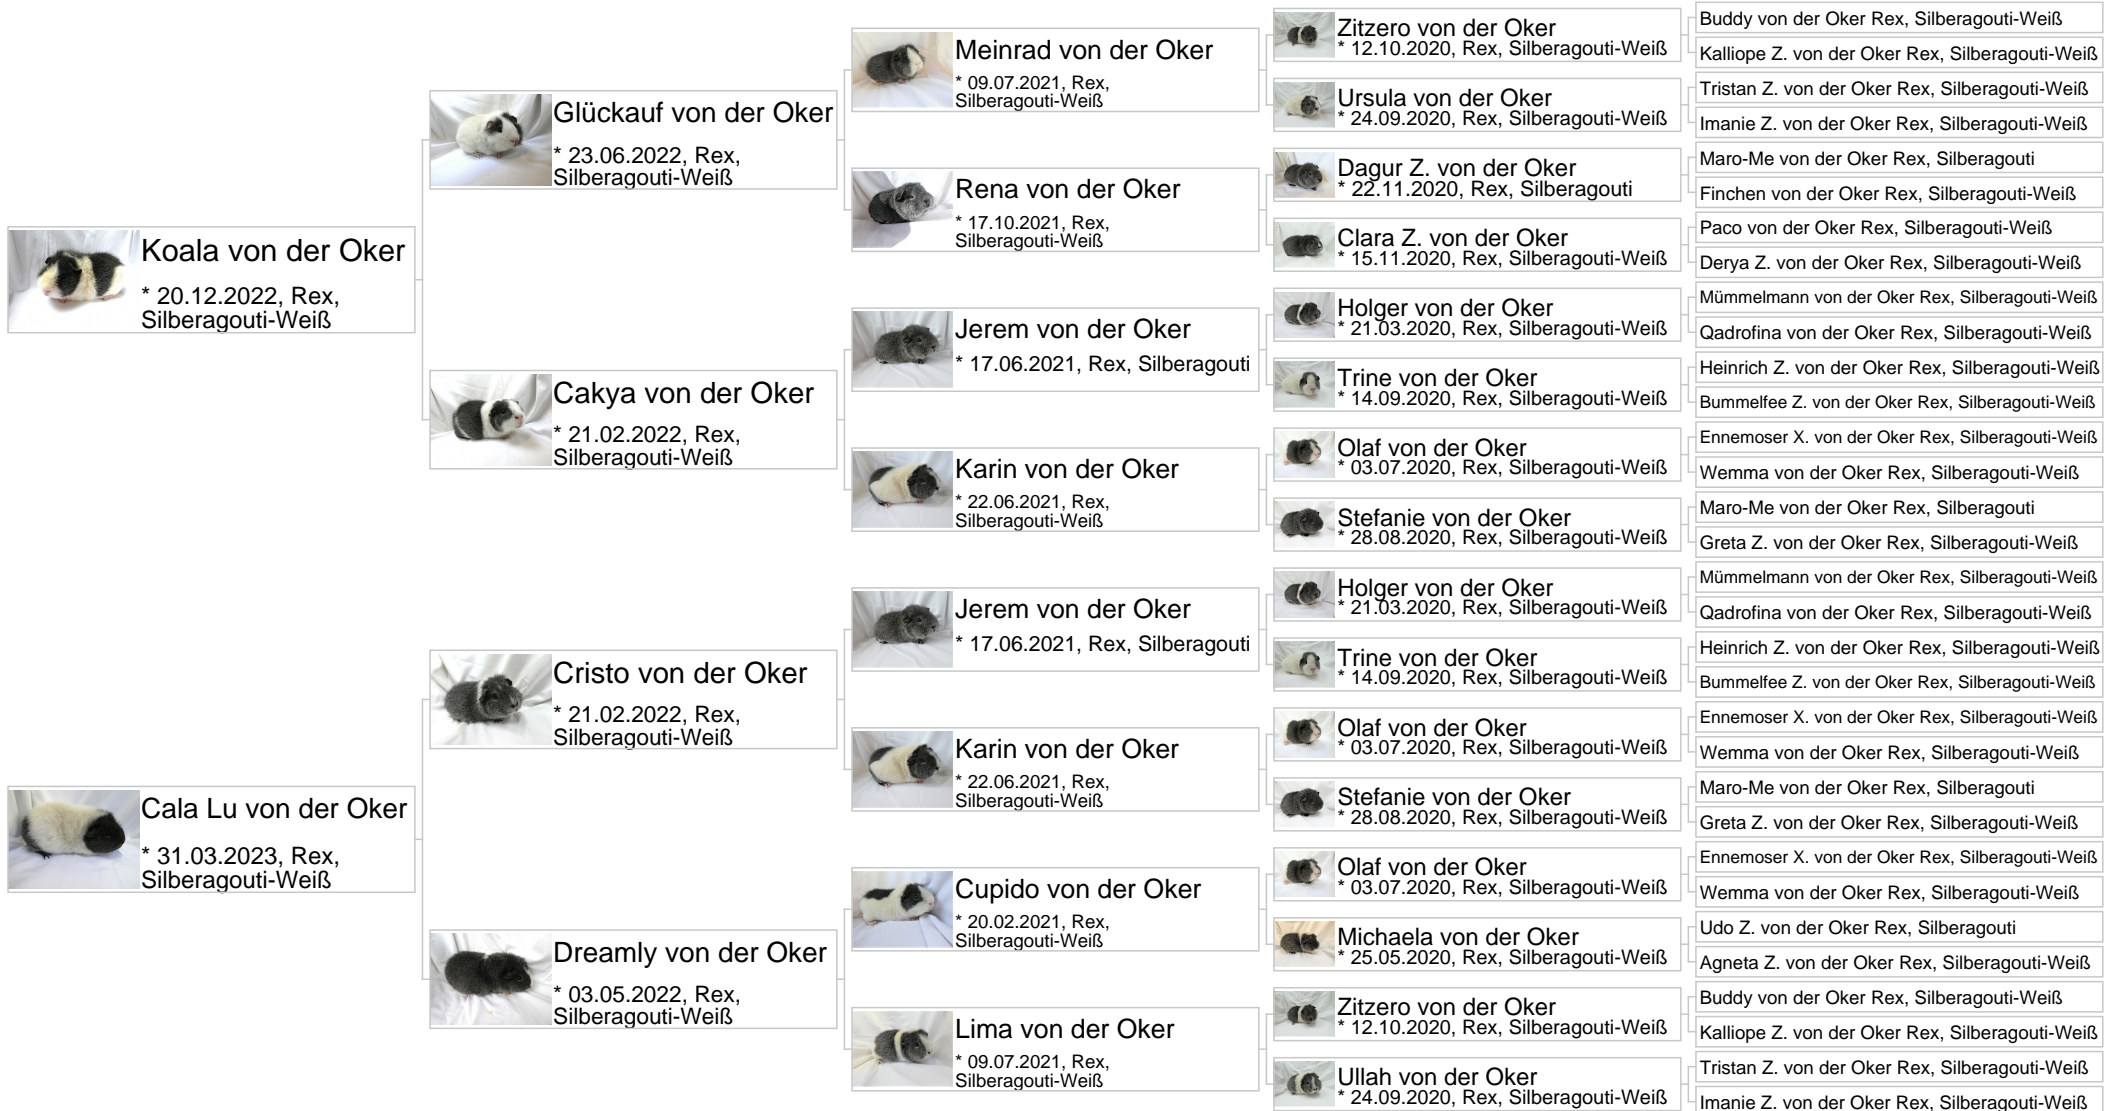 Koala von der Oker
* 20.12.2022, Rex,
Silberagouti-Weiß
Cala Lu von der Oker
* 31.03.2023, Rex,
Silberagouti-Weiß
Glückauf von der Oker
* 23.06.2022, Rex,
Silberagouti-Weiß
Cakya von der Oker
* 21.02.2022, Rex,
Silberagouti-Weiß
Cristo von der Oker
* 21.02.2022, Rex,
Silberagouti-Weiß
Dreamly von der Oker
* 03.05.2022, Rex,
Silberagouti-Weiß
Meinrad von der Oker
* 09.07.2021, Rex,
Silberagouti-Weiß
Rena von der Oker
* 17.10.2021, Rex,
Silberagouti-Weiß
Jerem von der Oker
* 17.06.2021, Rex, Silberagouti
Karin von der Oker
* 22.06.2021, Rex,
Silberagouti-Weiß
Jerem von der Oker
* 17.06.2021, Rex, Silberagouti
Karin von der Oker
* 22.06.2021, Rex,
Silberagouti-Weiß
Cupido von der Oker
* 20.02.2021, Rex,
Silberagouti-Weiß
Lima von der Oker
* 09.07.2021, Rex,
Silberagouti-Weiß
Zitzero von der Oker
* 12.10.2020, Rex, Silberagouti-Weiß
Ursula von der Oker
* 24.09.2020, Rex, Silberagouti-Weiß
Dagur Z. von der Oker
* 22.11.2020, Rex, Silberagouti
Clara Z. von der Oker
* 15.11.2020, Rex, Silberagouti-Weiß
Holger von der Oker
* 21.03.2020, Rex, Silberagouti-Weiß
Trine von der Oker
* 14.09.2020, Rex, Silberagouti-Weiß
Olaf von der Oker
* 03.07.2020, Rex, Silberagouti-Weiß
Stefanie von der Oker
* 28.08.2020, Rex, Silberagouti-Weiß
Holger von der Oker
* 21.03.2020, Rex, Silberagouti-Weiß
Trine von der Oker
* 14.09.2020, Rex, Silberagouti-Weiß
Olaf von der Oker
* 03.07.2020, Rex, Silberagouti-Weiß
Stefanie von der Oker
* 28.08.2020, Rex, Silberagouti-Weiß
Olaf von der Oker
* 03.07.2020, Rex, Silberagouti-Weiß
Michaela von der Oker
* 25.05.2020, Rex, Silberagouti-Weiß
Zitzero von der Oker
* 12.10.2020, Rex, Silberagouti-Weiß
Ullah von der Oker
* 24.09.2020, Rex, Silberagouti-Weiß
Buddy von der Oker Rex, Silberagouti-Weiß
Kalliope Z. von der Oker Rex, Silberagouti-Weiß
Tristan Z. von der Oker Rex, Silberagouti-Weiß
Imanie Z. von der Oker Rex, Silberagouti-Weiß
Maro-Me von der Oker Rex, Silberagouti
Finchen von der Oker Rex, Silberagouti-Weiß
Paco von der Oker Rex, Silberagouti-Weiß
Derya Z. von der Oker Rex, Silberagouti-Weiß
Mümmelmann von der Oker Rex, Silberagouti-Weiß
Qadrofina von der Oker Rex, Silberagouti-Weiß
Heinrich Z. von der Oker Rex, Silberagouti-Weiß
Bummelfee Z. von der Oker Rex, Silberagouti-Weiß
Ennemoser X. von der Oker Rex, Silberagouti-Weiß
Wemma von der Oker Rex, Silberagouti-Weiß
Maro-Me von der Oker Rex, Silberagouti
Greta Z. von der Oker Rex, Silberagouti-Weiß
Mümmelmann von der Oker Rex, Silberagouti-Weiß
Qadrofina von der Oker Rex, Silberagouti-Weiß
Heinrich Z. von der Oker Rex, Silberagouti-Weiß
Bummelfee Z. von der Oker Rex, Silberagouti-Weiß
Ennemoser X. von der Oker Rex, Silberagouti-Weiß
Wemma von der Oker Rex, Silberagouti-Weiß
Maro-Me von der Oker Rex, Silberagouti
Greta Z. von der Oker Rex, Silberagouti-Weiß
Ennemoser X. von der Oker Rex, Silberagouti-Weiß
Wemma von der Oker Rex, Silberagouti-Weiß
Udo Z. von der Oker Rex, Silberagouti
Agneta Z. von der Oker Rex, Silberagouti-Weiß
Buddy von der Oker Rex, Silberagouti-Weiß
Kalliope Z. von der Oker Rex, Silberagouti-Weiß
Tristan Z. von der Oker Rex, Silberagouti-Weiß
Imanie Z. von der Oker Rex, Silberagouti-Weiß